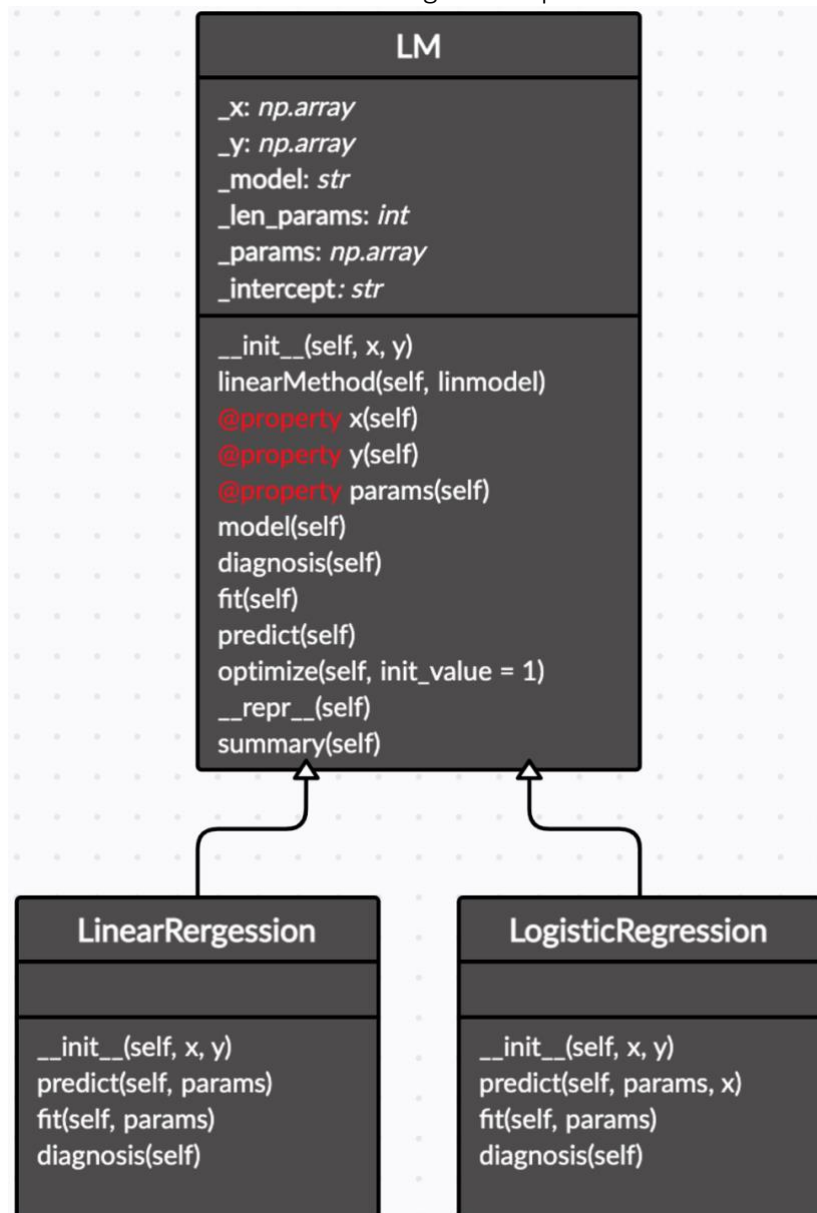 LM
_x: np.array
_y: np.array
_model: str
_len_params: int
_params: np.array
_intercept: str
__init__(self, x, y)
linearMethod(self, linmodel)
@property x(self)
@property y(self)
@property params(self)
model(self)
diagnosis(self)
fit(self)
predict(self)
optimize(self, init_value = 1)
__repr__(self)
summary(self)
LinearRergession
__init__(self, x, y)
predict(self, params)
fit(self, params)
diagnosis(self)
LogisticRegression
__init__(self, x, y)
predict(self, params, x)
fit(self, params)
diagnosis(self)